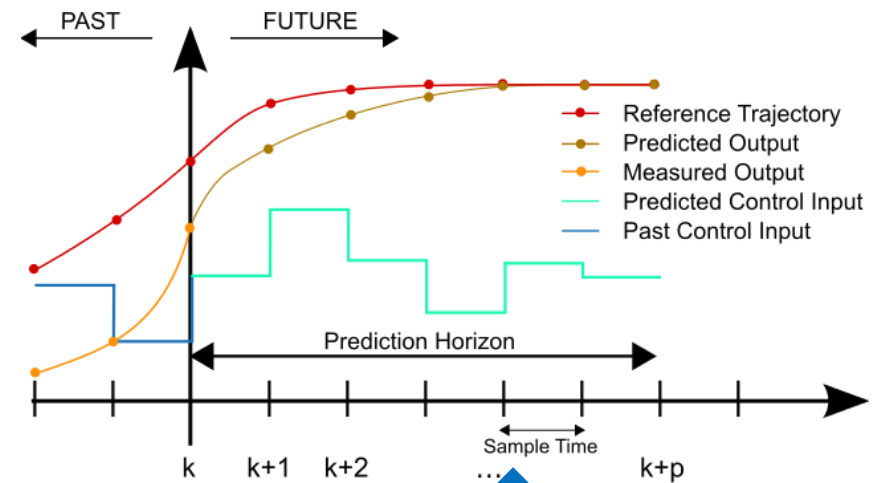 PAST
FUTURE
Reference Trajectory
Predicted Output
Measured Output
Predicted Control Input
Past Control Input
Prediction Horizon
Sample Time
k k+1 k+2 ... k+p